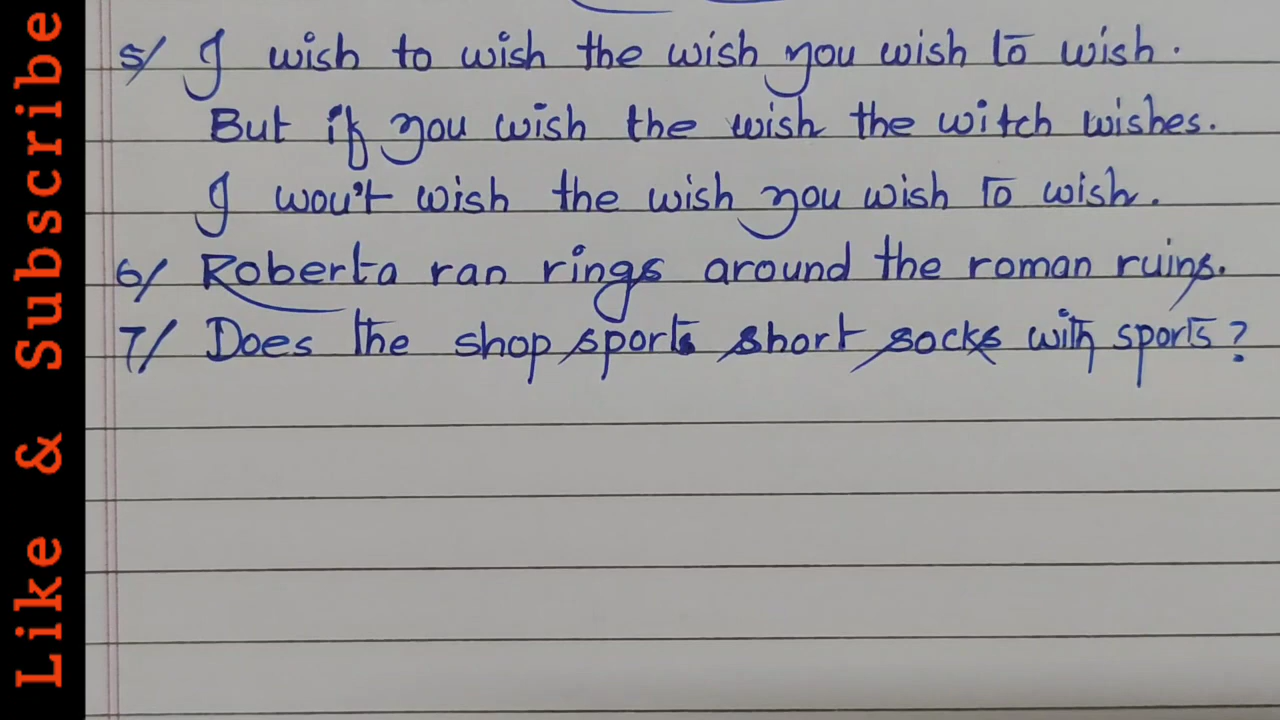 Like & Subscribe
5/ I wish to wish the wish you wish to wish.
But if you wish the wish the witch wishes.
I won't wish the wish you wish to wish.
6/ Roberta ran rings around the roman ruins.
7/ Does the shop sports short socks with sports?